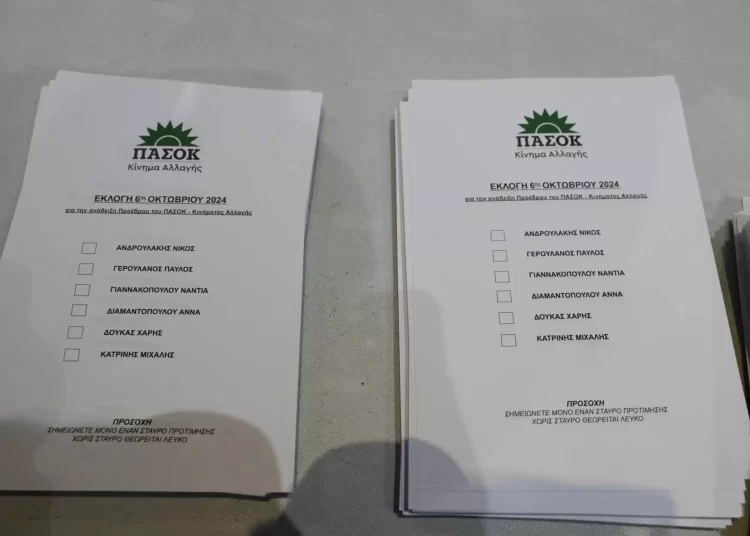 ΠΑΣΟΚ
Κίνημα Αλλαγής
ΕΚΛΟΓΗ 6ης ΟΚΤΩΒΡΙΟΥ 2024
για την ανάδειξη Προέδρου του ΠΑΣΟΚ - Κινήματος Αλλαγής
ΑΝΔΡΟΥΛΑΚΗΣ ΝΙΚΟΣ
ΓΕΡΟΥΛΑΝΟΣ ΠΑΥΛΟΣ
ΓΙΑΝΝΑΚΟΠΟΥΛΟΥ ΝΑΝΤΙΑ
ΔΙΑΜΑΝΤΟΠΟΥΛΟΥ ΑΝΝΑ
ΔΟΥΚΑΣ ΧΑΡΗΣ
ΚΑΤΡΙΝΗΣ ΜΙΧΑΛΗΣ
ΠΡΟΣΟΧΗ
ΣΗΜΕΙΩΝΕΤΕ ΜΟΝΟ ΕΝΑΝ ΣΤΑΥΡΟ ΠΡΟΤΙΜΗΣΗΣ
ΧΩΡΙΣ ΣΤΑΥΡΟ ΘΕΩΡΕΙΤΑΙ ΛΕΥΚΟ
ΠΑΣΟΚ
Κίνημα Αλλαγής
ΕΚΛΟΓΗ 6ης ΟΚΤΩΒΡΙΟΥ 2024
για την ανάδειξη Προέδρου του ΠΑΣΟΚ - Κινήματος Αλλαγής
ΑΝΔΡΟΥΛΑΚΗΣ ΝΙΚΟΣ
ΓΕΡΟΥΛΑΝΟΣ ΠΑΥΛΟΣ
ΓΙΑΝΝΑΚΟΠΟΥΛΟΥ ΝΑΝΤΙΑ
ΔΙΑΜΑΝΤΟΠΟΥΛΟΥ ΑΝΝΑ
ΔΟΥΚΑΣ ΧΑΡΗΣ
ΚΑΤΡΙΝΗΣ ΜΙΧΑΛΗΣ
ΠΡΟΣΟΧΗ
ΣΗΜΕΙΩΝΕΤΕ ΜΟΝΟ ΕΝΑΝ ΣΤΑΥΡΟ ΠΡΟΤΙΜΗΣΗΣ
ΧΩΡΙΣ ΣΤΑΥΡΟ ΘΕΩΡΕΙΤΑΙ ΛΕΥΚΟ